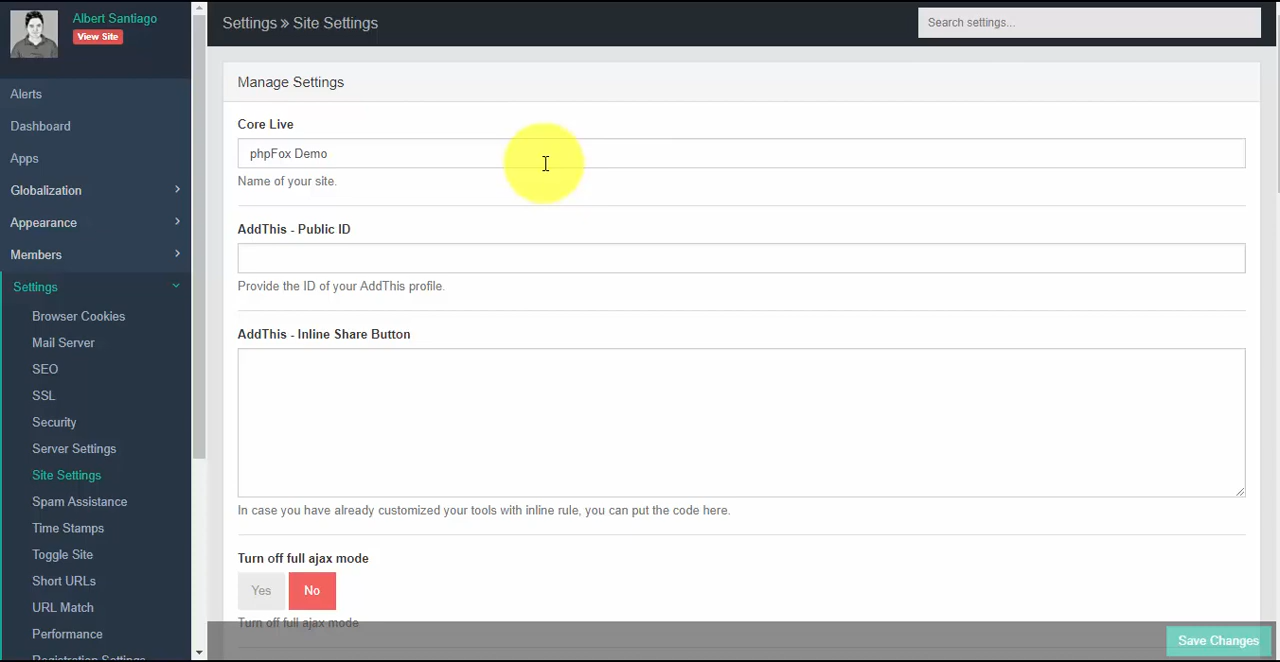 Albert Santiago
View Site
Settings » Site Settings
Search settings...
Alerts
Dashboard
Apps
Globalization
Appearance
Members
Settings
Browser Cookies
Mail Server
SEO
SSL
Security
Server Settings
Site Settings
Spam Assistance
Time Stamps
Toggle Site
Short URLs
URL Match
Performance
Registration Settings
Manage Settings
Core Live
phpFox Demo
Name of your site.
AddThis - Public ID
Provide the ID of your AddThis profile.
AddThis - Inline Share Button
In case you have already customized your tools with inline rule, you can put the code here.
Turn off full ajax mode
Yes No
Turn off full ajax mode
Save Changes